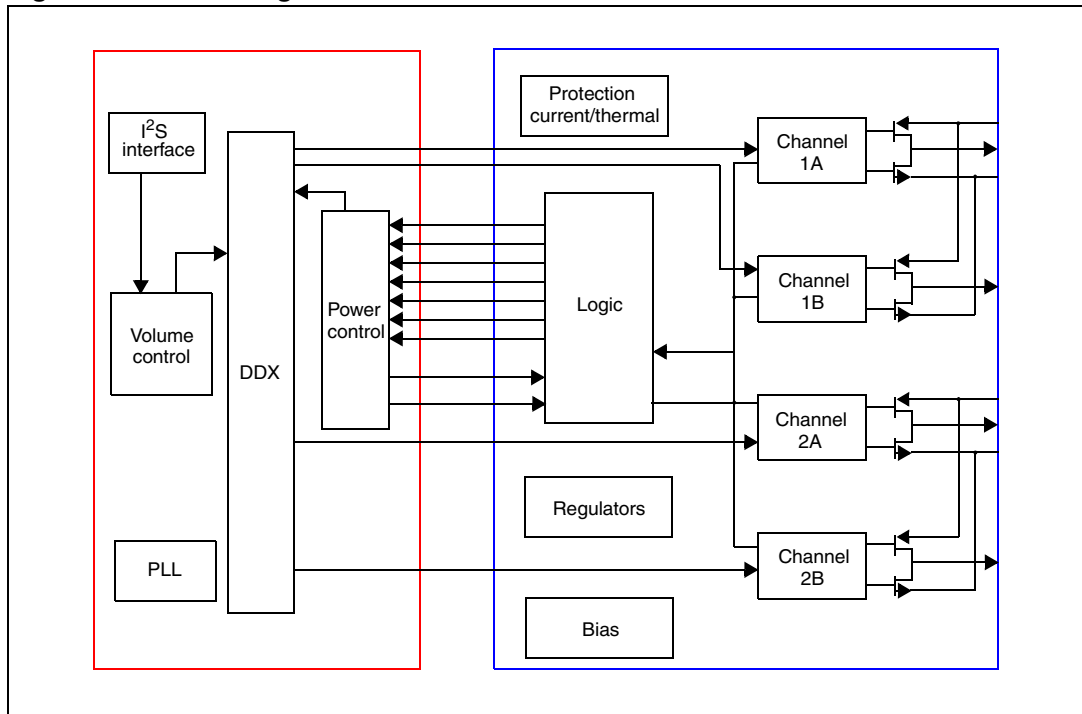 I2S
interface
Volume
control
DDX
PLL
Power
control
Protection
current/thermal
Logic
Regulators
Bias
Channel
1A
Channel
1B
Channel
2A
Channel
2B